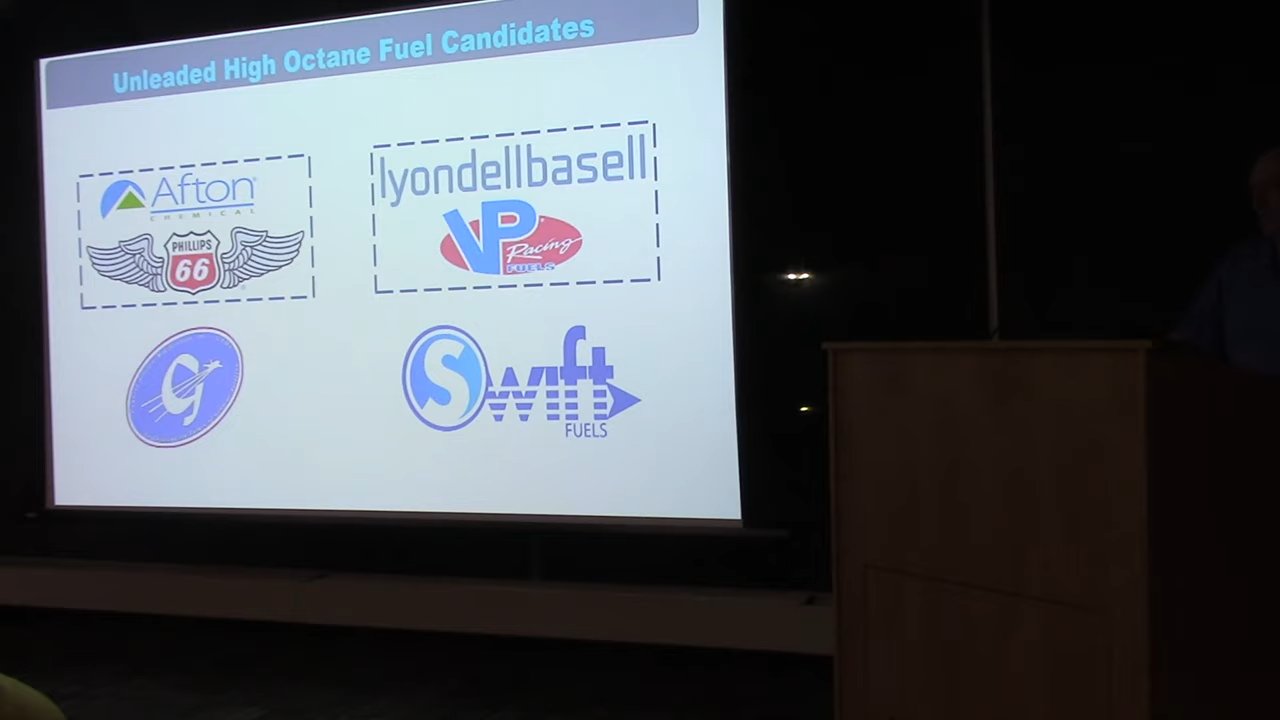 Unleaded High Octane Fuel Candidates
Afton
CHEMICAL
PHILLIPS
66
lyondellbasell
VP
Racing
FUELS
G
Swift
FUELS